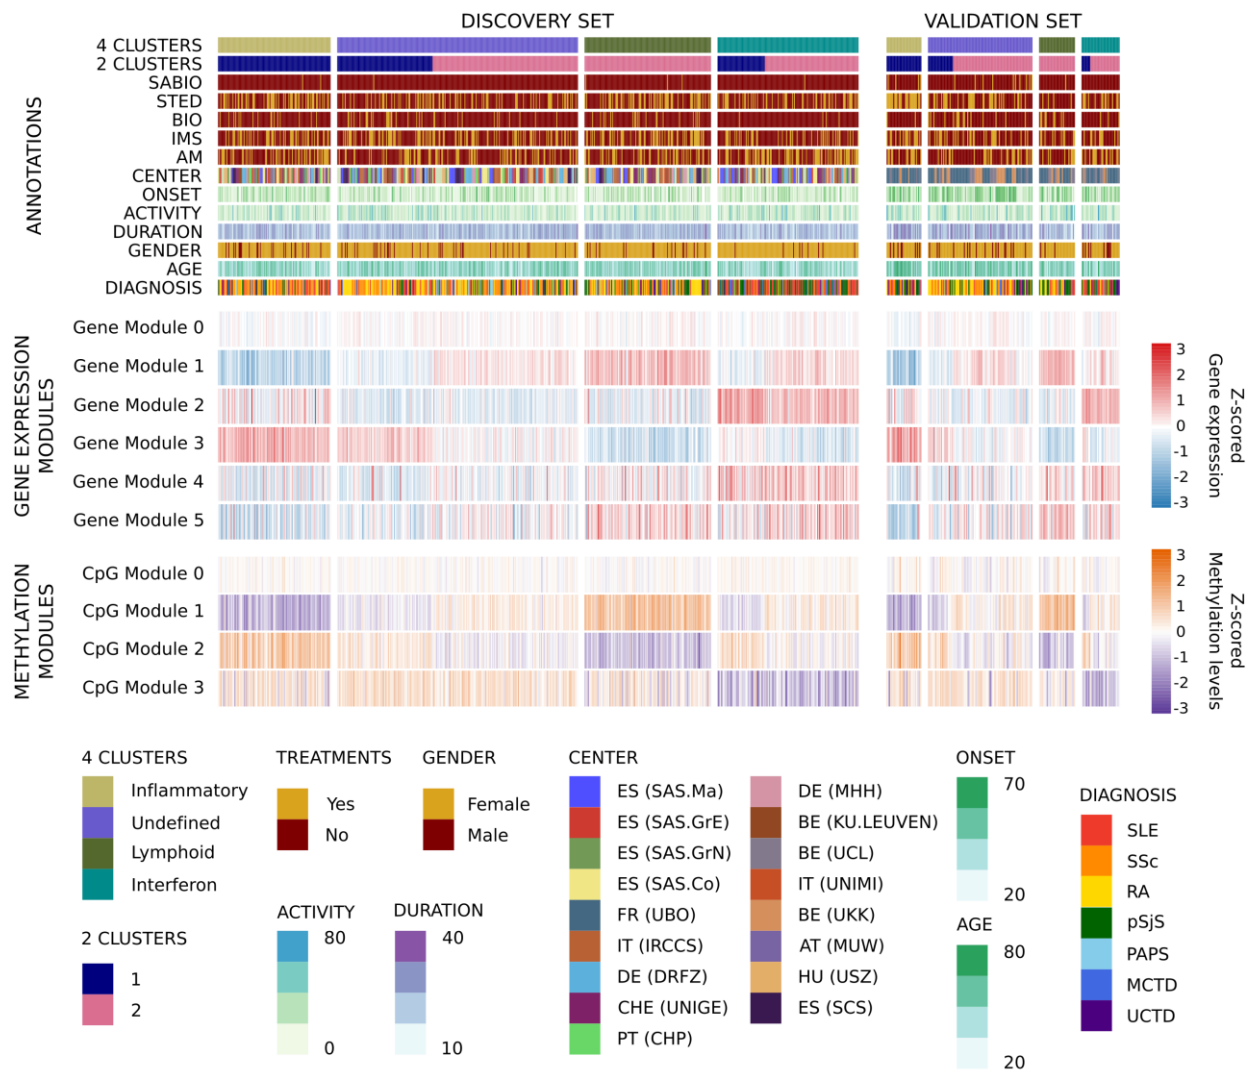 DISCOVERY SET
VALIDATION SET
ANNOTATIONS
4 CLUSTERS
2 CLUSTERS
SABIO
STED
BIO
IMS
AM
CENTER
ONSET
ACTIVITY
DURATION
GENDER
AGE
DIAGNOSIS
GENE EXPRESSION
MODULES
Gene Module 0
Gene Module 1
Gene Module 2
Gene Module 3
Gene Module 4
Gene Module 5
3
2
1
0
-1
-2
-3
Z-scored
Gene expression
METHYLATION
MODULES
CpG Module 0
CpG Module 1
CpG Module 2
CpG Module 3
3
2
1
0
-1
-2
-3
Z-scored
Methylation levels
4 CLUSTERS
Inflammatory
Undefined
Lymphoid
Interferon
2 CLUSTERS
1
2
TREATMENTS
Yes
No
GENDER
Female
Male
ACTIVITY
80
0
DURATION
40
10
CENTER
ES (SAS.Ma)
ES (SAS.GrE)
ES (SAS.GrN)
ES (SAS.Co)
FR (UBO)
IT (IRCCS)
DE (DRFZ)
CHE (UNIGE)
PT (CHP)
DE (MHH)
BE (KU.LEUVEN)
BE (UCL)
IT (UNIMI)
BE (UKK)
AT (MUW)
HU (USZ)
ES (SCS)
ONSET
70
20
AGE
80
20
DIAGNOSIS
SLE
SSc
RA
pSjS
PAPS
MCTD
UCTD